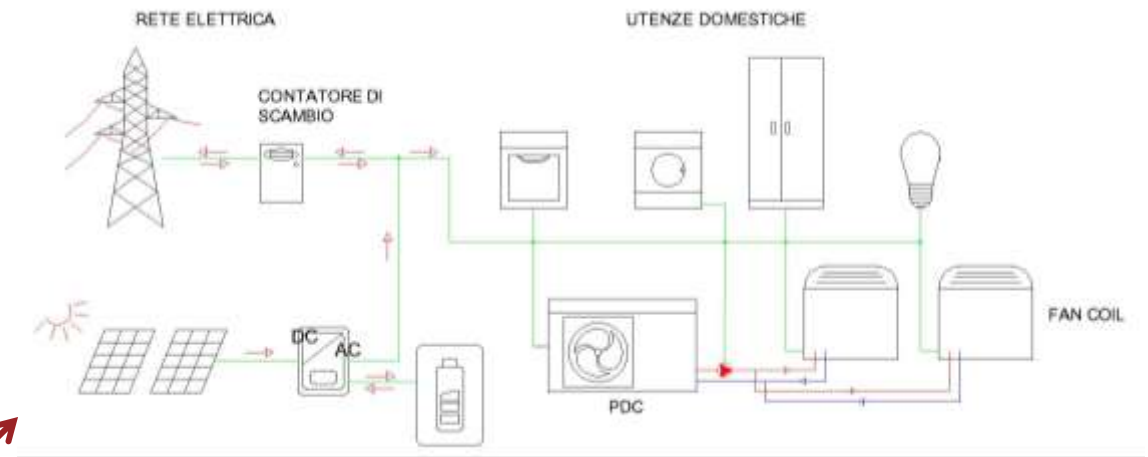 RETE ELETTRICA
UTENZE DOMESTICHE
CONTATORE DI
SCAMBIO
FAN COIL
DC
AC
PDC